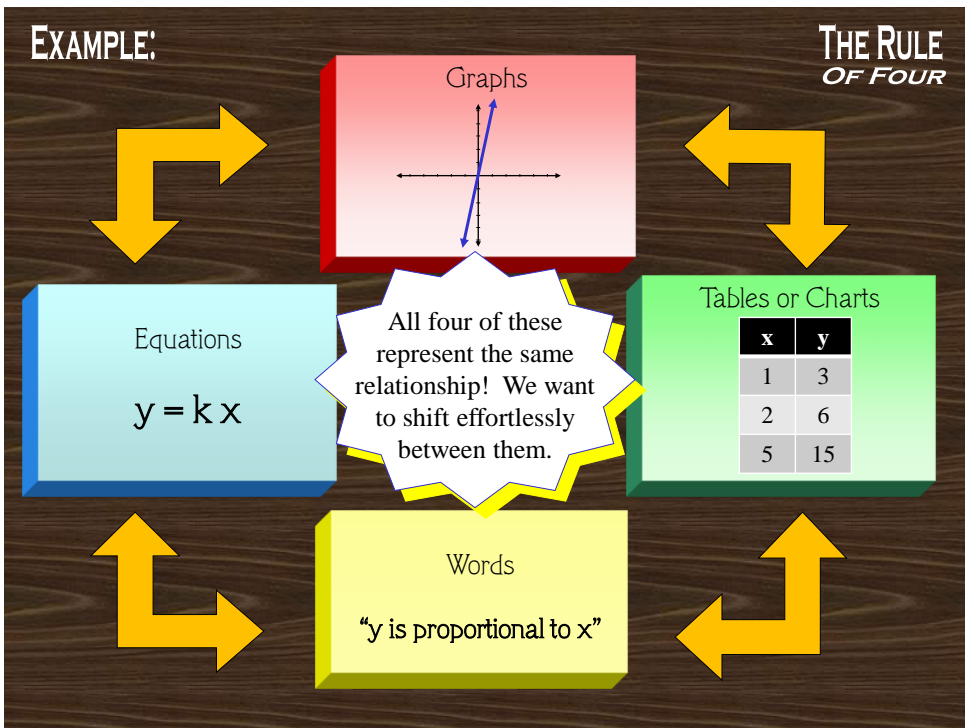 EXAMPLE:
THE RULE
OF FOUR
Graphs
Equations
y = k x
All four of these
represent the same
relationship! We want
to shift effortlessly
between them.
Tables or Charts
x y
1 3
2 6
5 15
Words
“y is proportional to x”